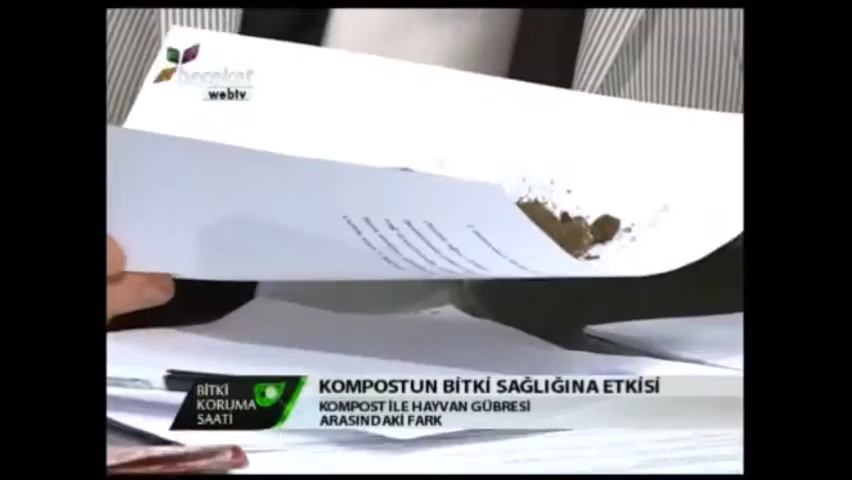 bereket
webtv
BİTKİ
KORUMA
SAATİ
KOMPOSTUN BİTKİ SAĞLIĞINA ETKİSİ
KOMPOST İLE HAYVAN GÜBRESİ
ARASINDAKİ FARK